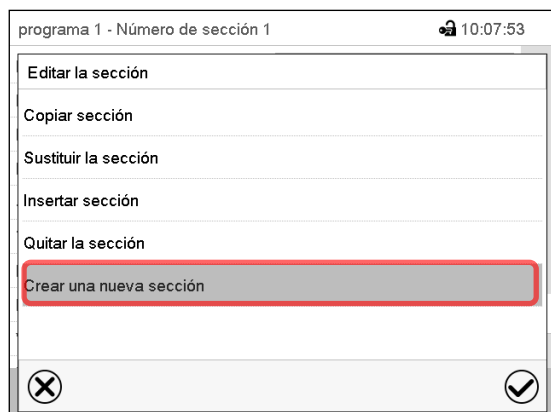 programa 1 - Número de sección 1 10:07:53
Editar la sección
Copiar sección
Sustituir la sección
Insertar sección
Quitar la sección
Crear una nueva sección